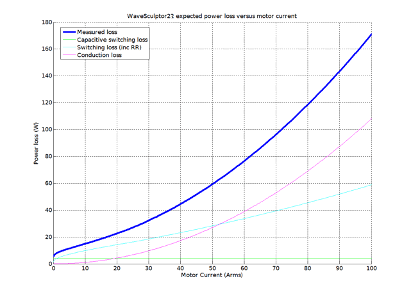 WaveSculptor22 expected power loss versus motor current
Measured loss
Capacitive switching loss
Switching loss (inc RR)
Conduction loss
Power loss (W)
180
160
140
120
100
80
60
40
20
0
0 10 20 30 40 50 60 70 80 90 100
Motor Current (Arms)